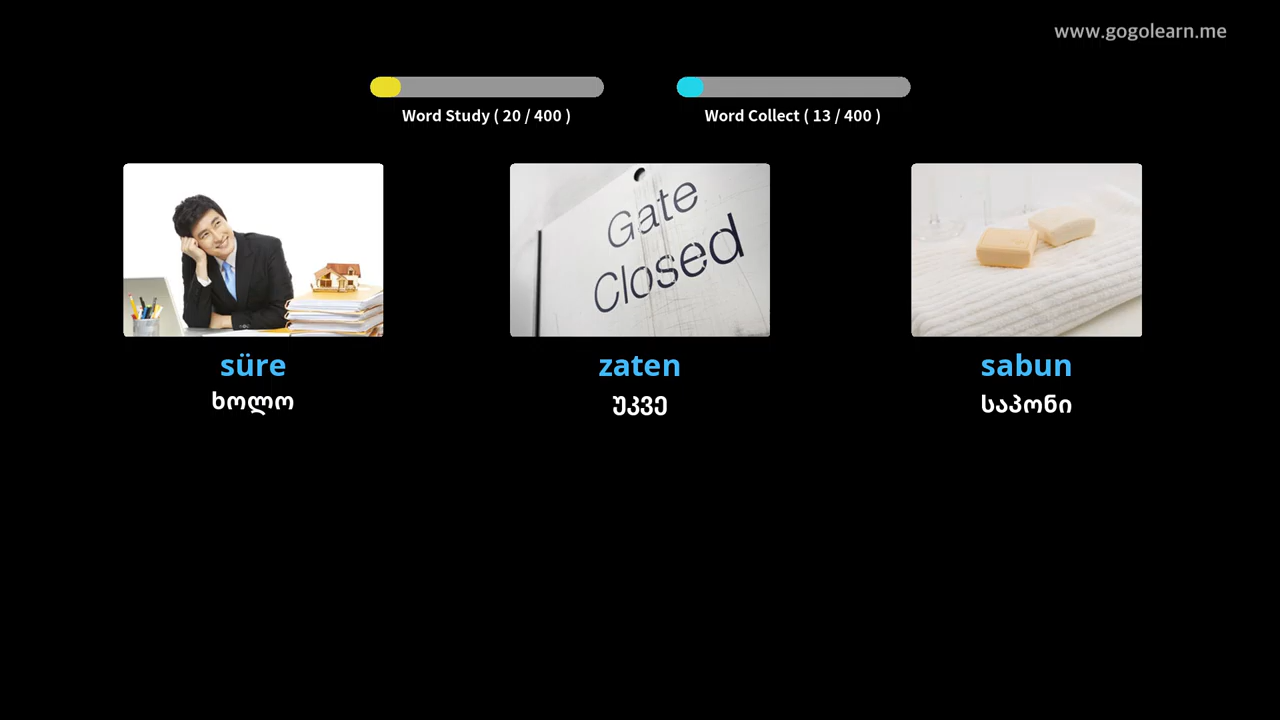 www.gogolearn.me
Word Study ( 20 / 400 )
Word Collect ( 13 / 400 )
Gate
Closed
süre
zaten
sabun
ხოლო
უკვე
საპონი